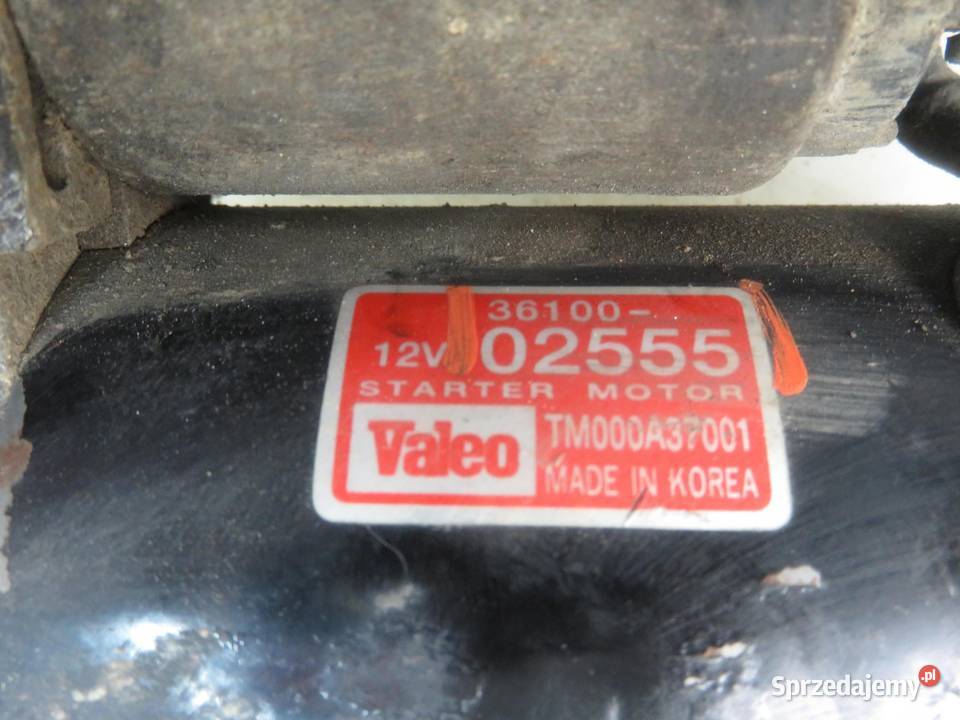 36100-
12V 02555
STARTER MOTOR
Valeo
TM000A37001
MADE IN KOREA
Sprzedajemy.pl